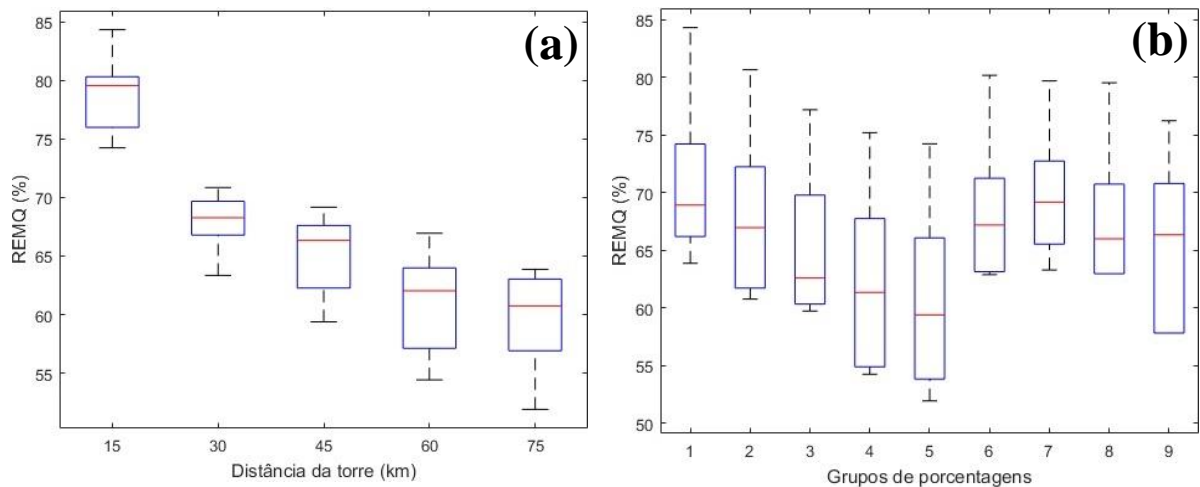 (a)
85
80
75
70
65
60
55
REMQ (%)
15 30 45 60 75
Distância da torre (km)
(b)
85
80
75
70
65
60
55
50
REMQ (%)
1 2 3 4 5 6 7 8 9
Grupos de porcentagens